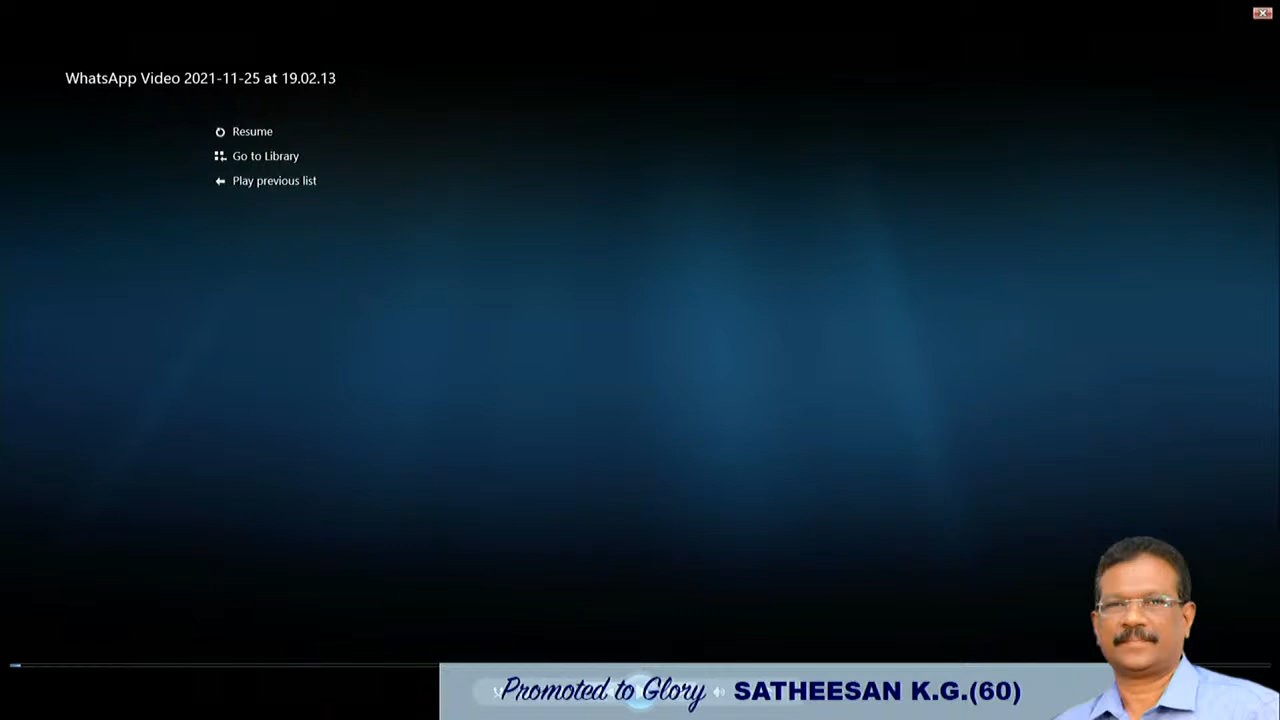 WhatsApp Video 2021-11-25 at 19.02.13
Resume
Go to Library
Play previous list
Promoted to Glory SATHEESAN K.G.(60)